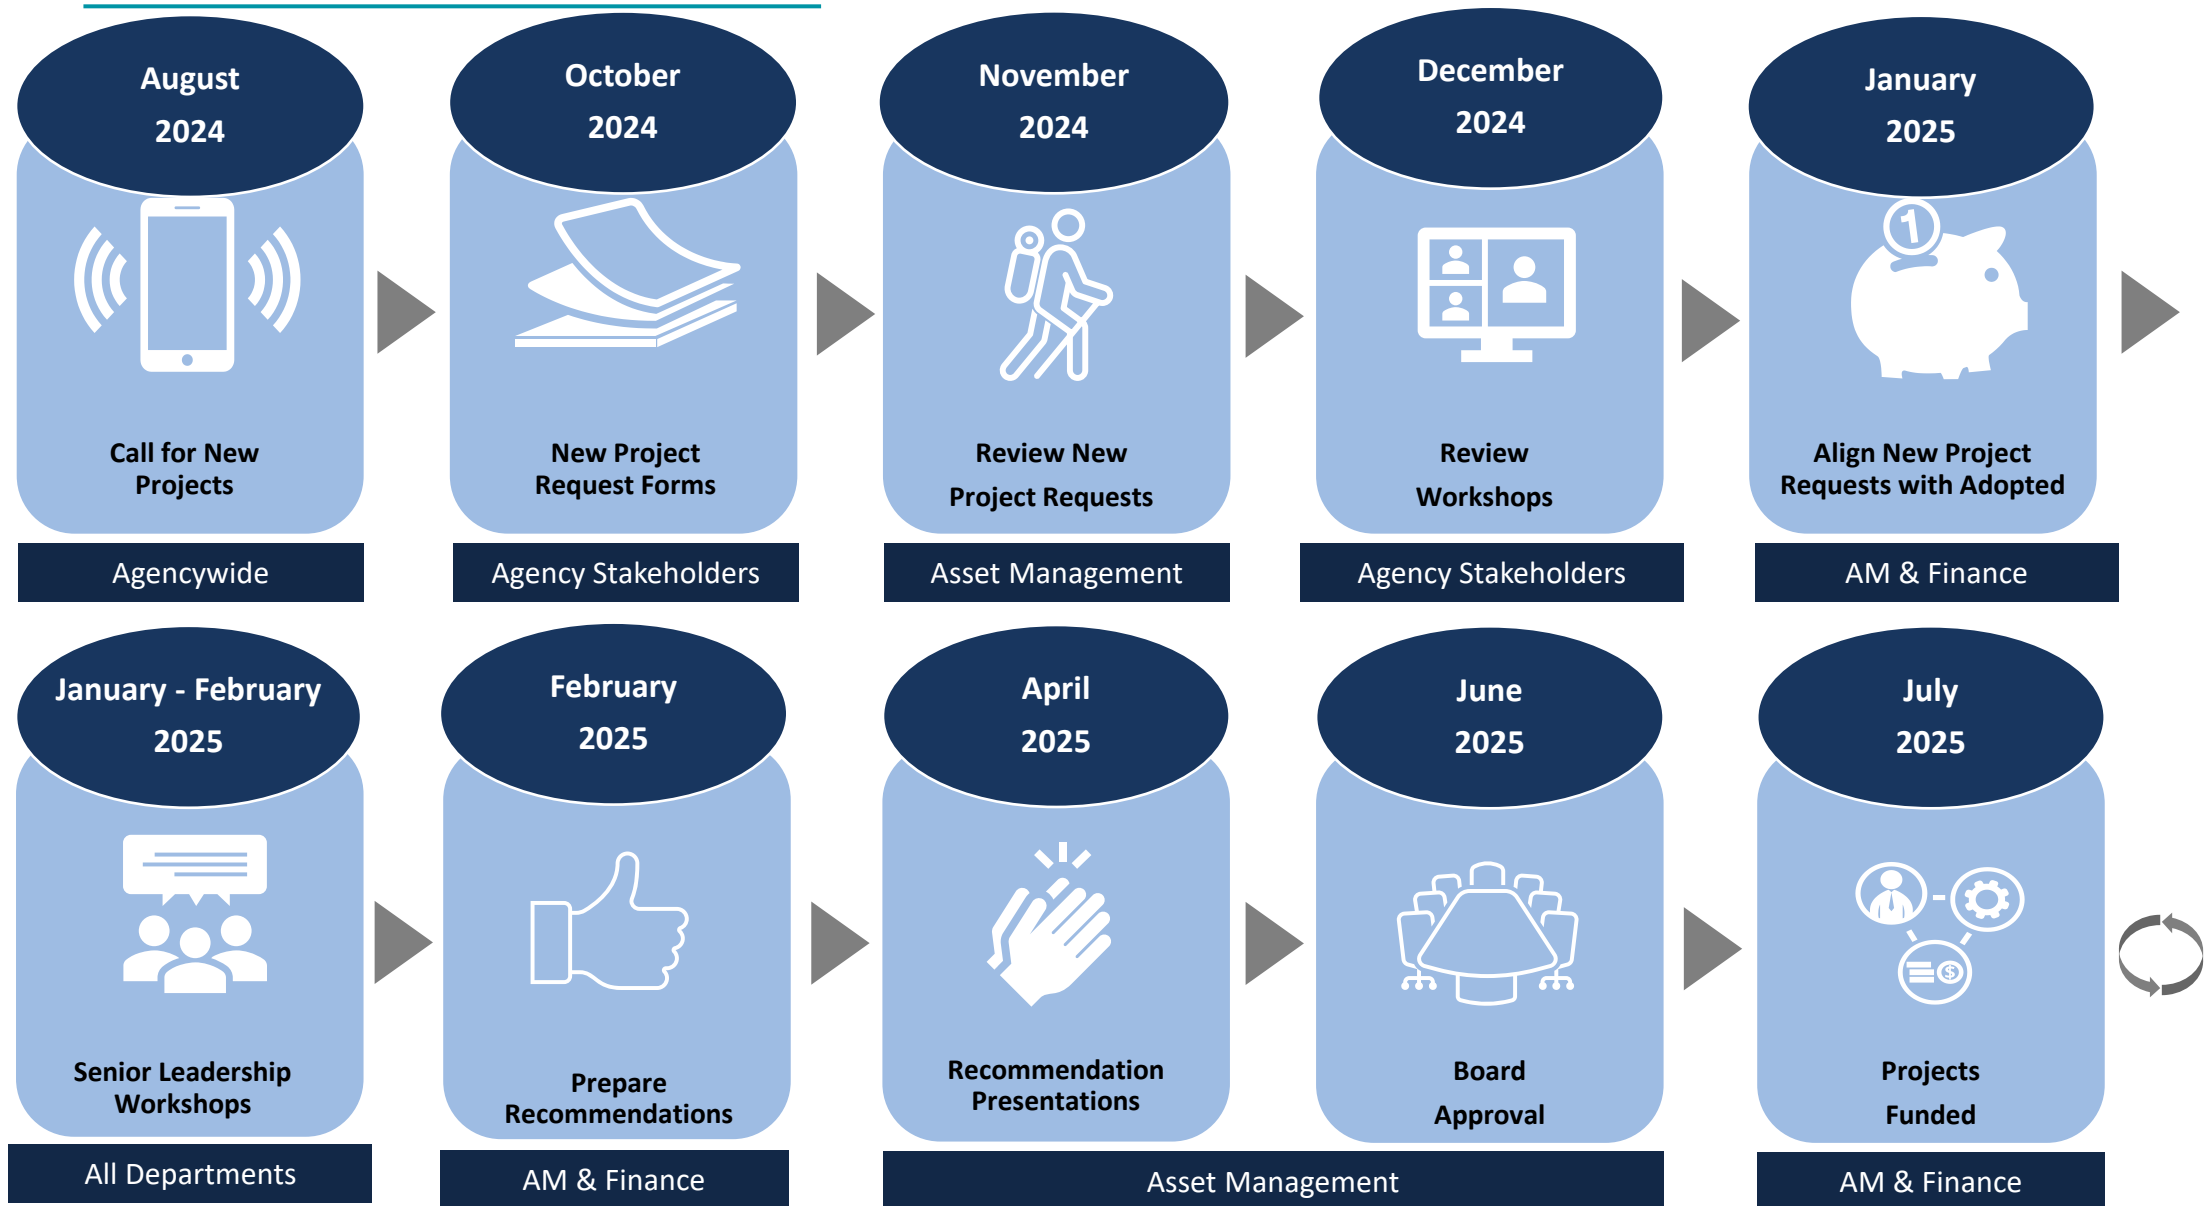 August
2024
Call for New
Projects
Agencywide
October
2024
New Project
Request Forms
Agency Stakeholders
November
2024
Review New
Project Requests
Asset Management
December
2024
Review
Workshops
Agency Stakeholders
January
2025
1
Align New Project
Requests with Adopted
AM & Finance
January - February
2025
Senior Leadership
Workshops
All Departments
February
2025
Prepare
Recommendations
AM & Finance
April
2025
Recommendation
Presentations
June
2025
Board
Approval
Asset Management
July
2025
$
Projects
Funded
AM & Finance